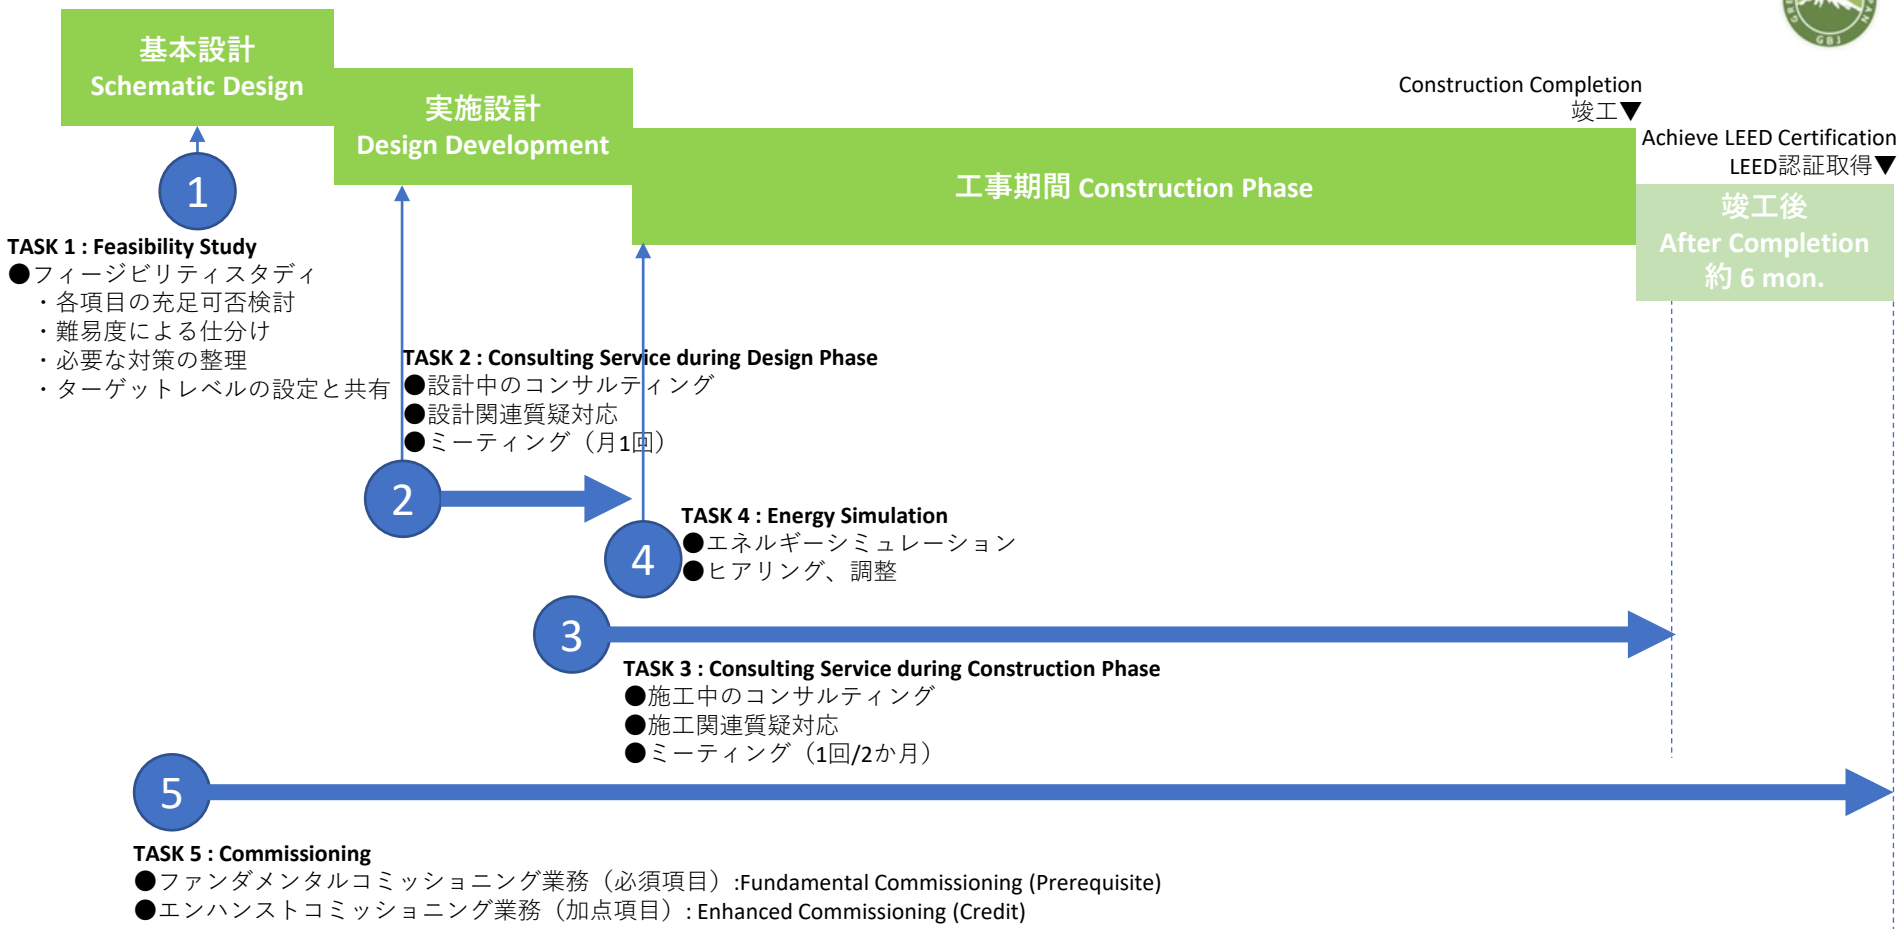 基本設計
Schematic Design
実施設計
Design Development
Construction Completion
竣工▼
Achieve LEED Certification
LEED認証取得▼
工事期間 Construction Phase
竣工後
After Completion
約 6 mon.
1
TASK 1 : Feasibility Study
●フィージビリティスタディ
・各項目の充足可否検討
・難易度による仕分け
・必要な対策の整理
・ターゲットレベルの設定と共有
TASK 2 : Consulting Service during Design Phase
●設計中のコンサルティング
●設計関連質疑対応
●ミーティング（月1回）
2
TASK 4 : Energy Simulation
●エネルギーシミュレーション
●ヒアリング、調整
4
3
TASK 3 : Consulting Service during Construction Phase
●施工中のコンサルティング
●施工関連質疑対応
●ミーティング（1回/2か月）
5
TASK 5 : Commissioning
●ファンダメンタルコミッショニング業務（必須項目）:Fundamental Commissioning (Prerequisite)
●エンハンストコミッショニング業務（加点項目）: Enhanced Commissioning (Credit)
GBJ